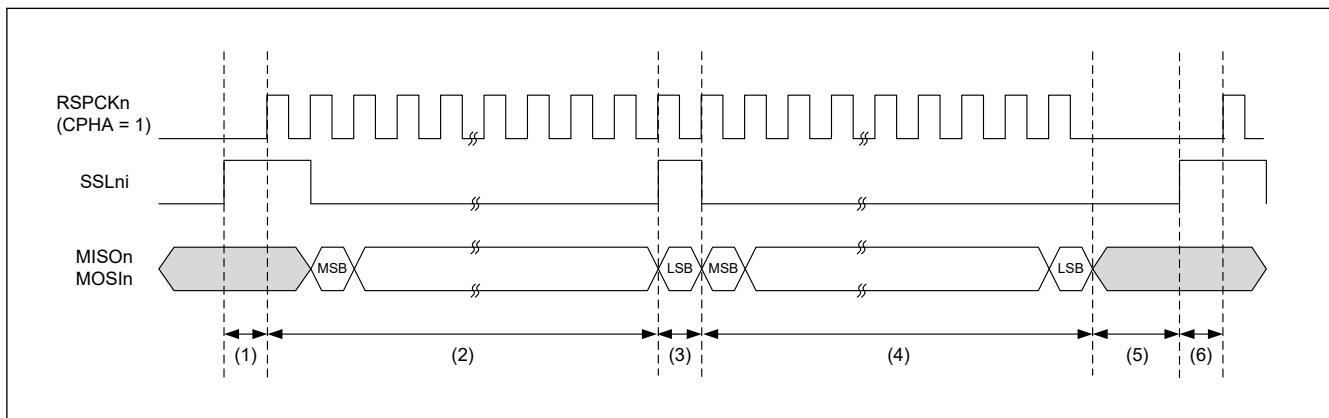 RSPCKn
(CPHA = 1)
SSLni
MISOn
MOSIn
MSB
LSB
MSB
LSB
(1)
(2)
(3)
(4)
(5)
(6)